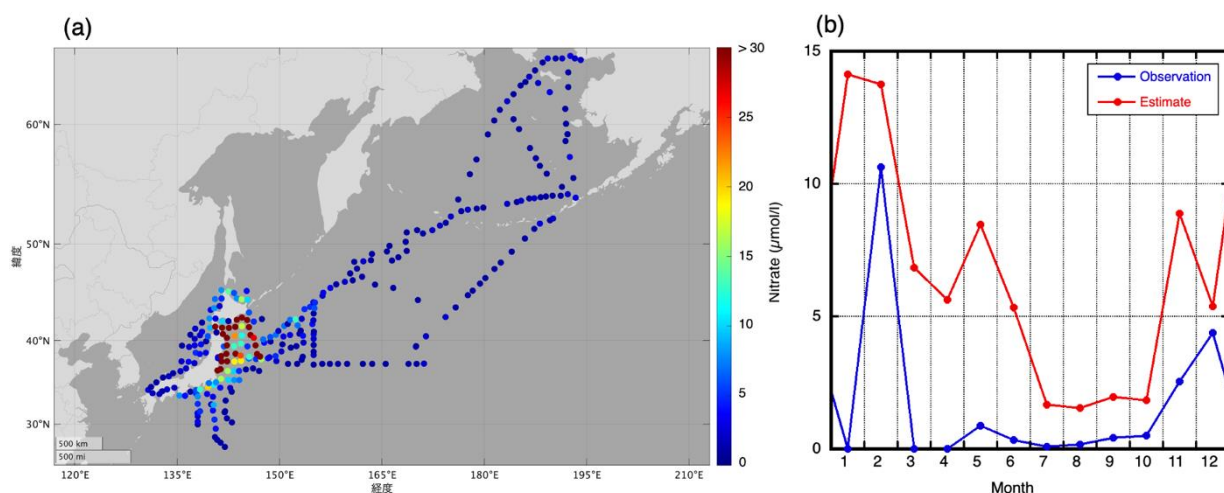 (a)
60°N
50°N
40°N
30°N
緯度
500 km
500 mi
120°E
135°E
150°E
165°E
180°E
195°E
210°E
経度
> 30
25
20
15
10
5
0
Nitrate (µmol/l)
(b)
15
10
5
0
Observation
Estimate
1 2 3 4 5 6 7 8 9 10 11 12
Month